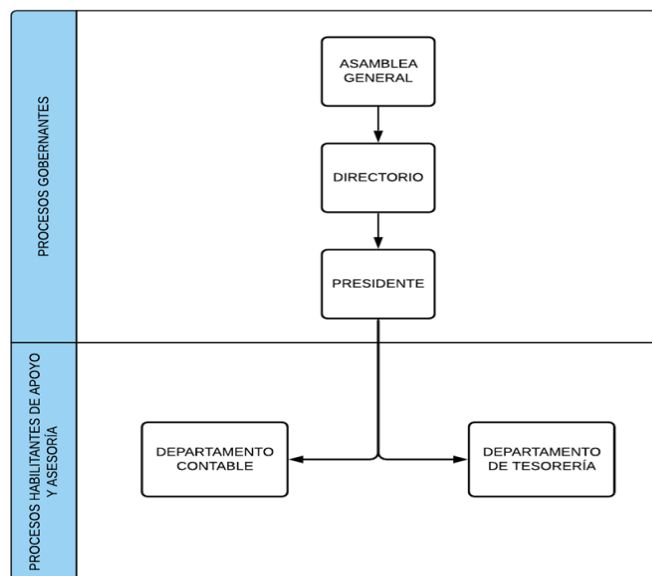 PROCESOS GOBERNANTES
ASAMBLEA
GENERAL
DIRECTORIO
PRESIDENTE
PROCESOS HABILITANTES DE APOYO
Y ASESORÍA
DEPARTAMENTO
CONTABLE
DEPARTAMENTO
DE TESORERÍA